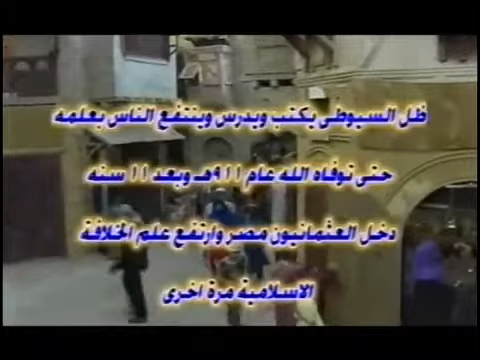 ظل السيوطى يكتب ويدرس وينتفع الناس بعلمه
حتى توفاه الله عام ٩١١هـ وبعد ١١ سنه
دخل العثمانيون مصر وارتفع علم الخلافة
الاسلامية مرة اخرى